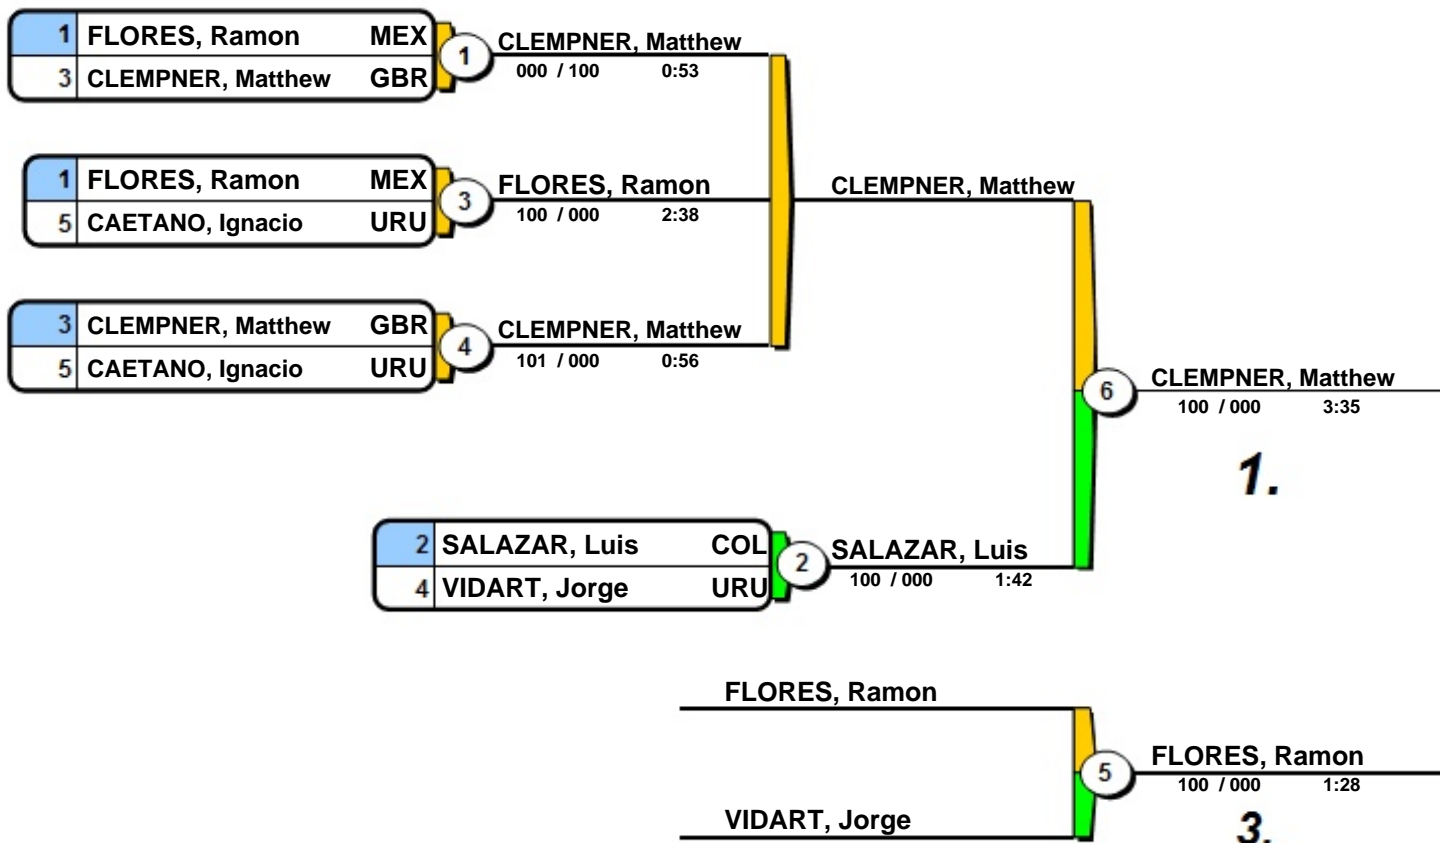 1 FLORES, Ramon MEX
3 CLEMPNER, Matthew GBR
1
CLEMPNER, Matthew
000 / 100 0:53
1 FLORES, Ramon MEX
5 CAETANO, Ignacio URU
3
FLORES, Ramon
100 / 000 2:38
CLEMPNER, Matthew
3 CLEMPNER, Matthew GBR
5 CAETANO, Ignacio URU
4
CLEMPNER, Matthew
101 / 000 0:56
6
CLEMPNER, Matthew
100 / 000 3:35
1.
2 SALAZAR, Luis COL
4 VIDART, Jorge URU
2
SALAZAR, Luis
100 / 000 1:42
FLORES, Ramon
5
FLORES, Ramon
100 / 000 1:28
VIDART, Jorge
3.